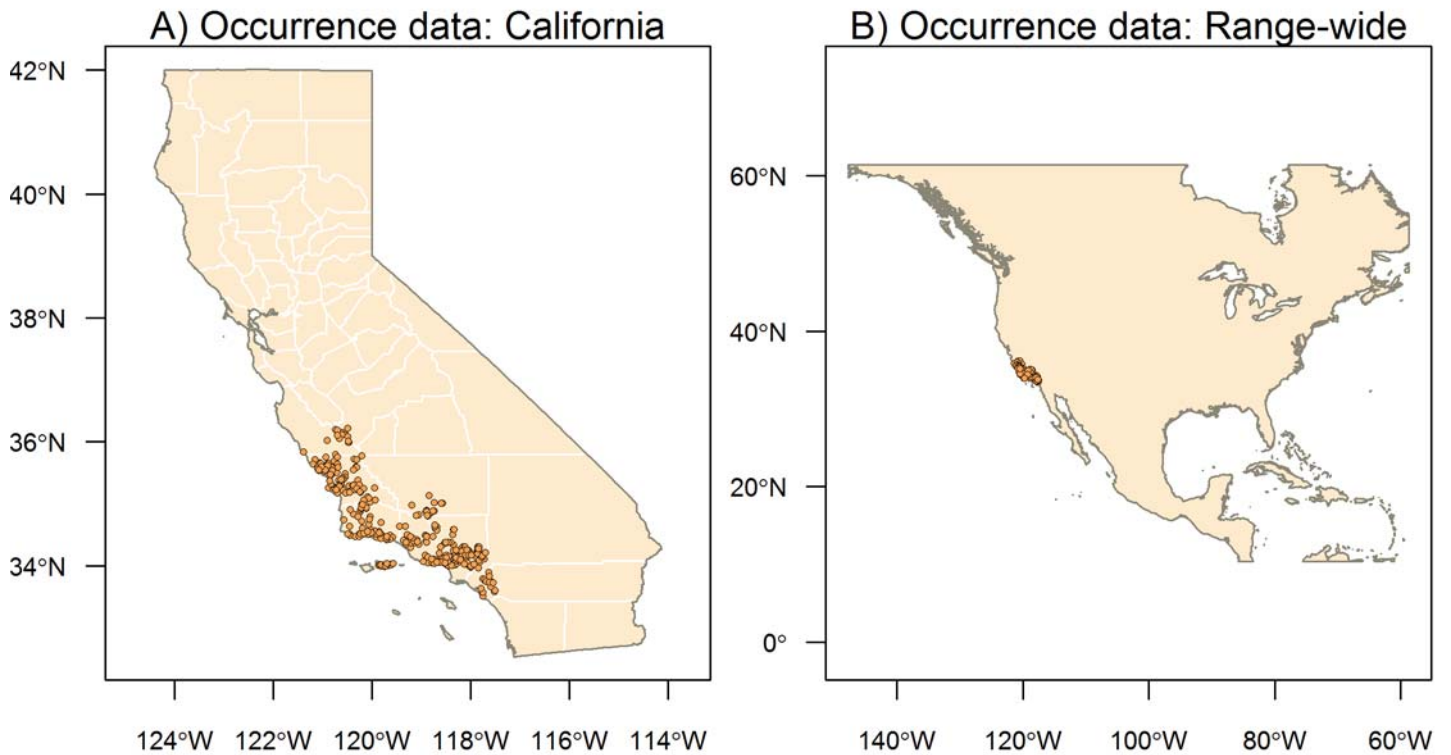 A) Occurrence data: California
42°N
40°N
38°N
36°N
34°N
124°W 122°W 120°W 118°W 116°W 114°W
B) Occurrence data: Range-wide
60°N
40°N
20°N
0°
140°W 120°W 100°W 80°W 60°W